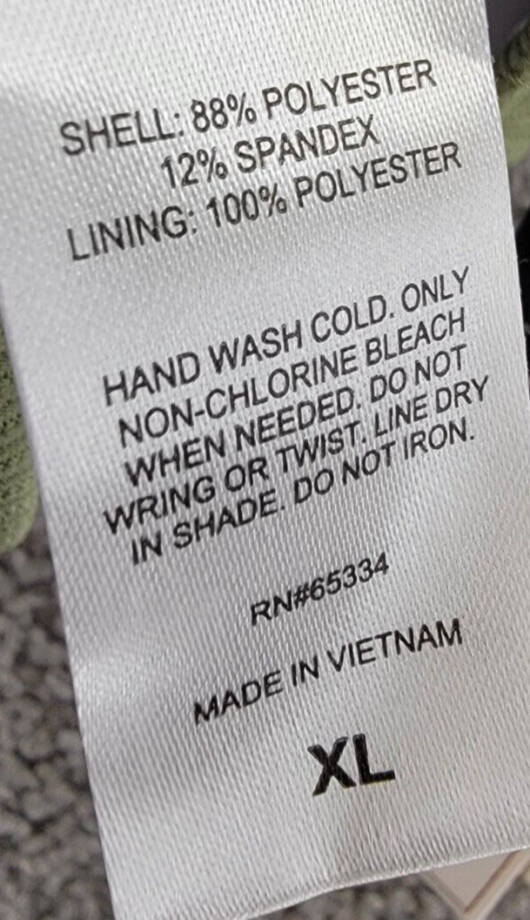 SHELL: 88% POLYESTER
12% SPANDEX
LINING: 100% POLYESTER
HAND WASH COLD. ONLY
NON-CHLORINE BLEACH
WHEN NEEDED. DO NOT
WRING OR TWIST. LINE DRY
IN SHADE. DO NOT IRON.
RN#65334
MADE IN VIETNAM
XL